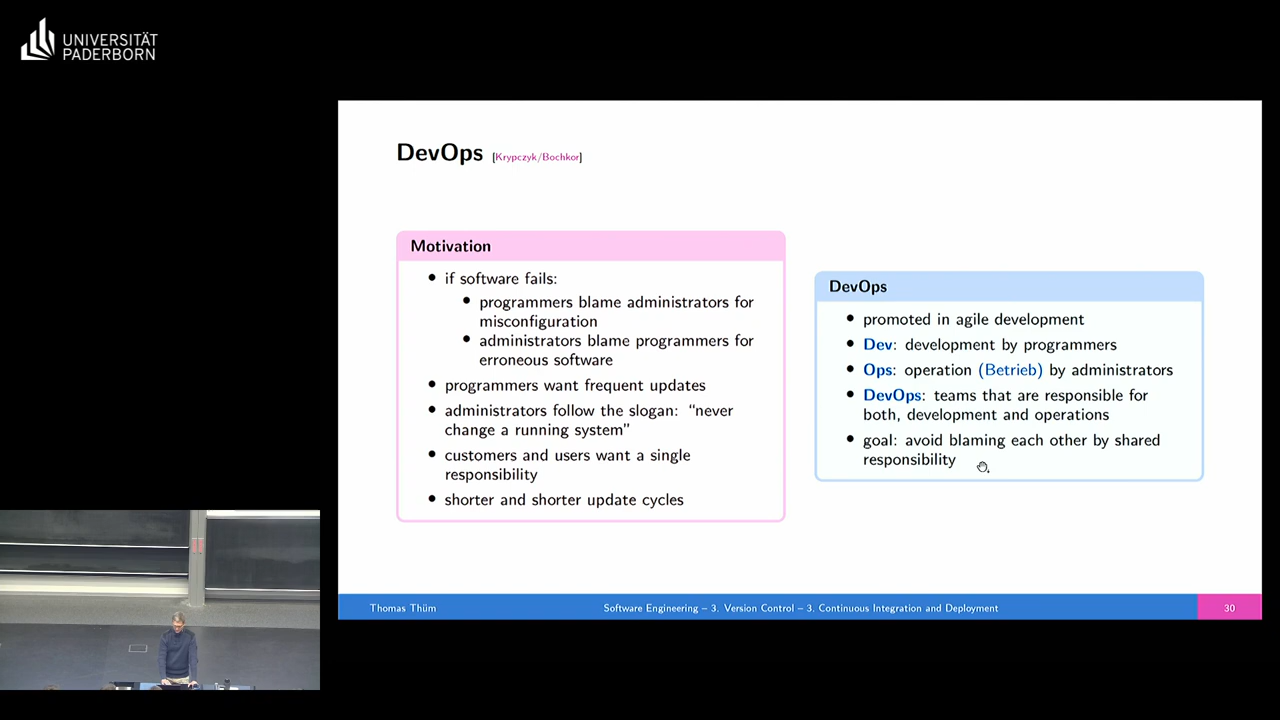 UNIVERSITÄT
PADERBORN
DevOps [Krypczyk/Bochkor]
Motivation
• if software fails:
• programmers blame administrators for
misconfiguration
• administrators blame programmers for
erroneous software
• programmers want frequent updates
• administrators follow the slogan: “never
change a running system”
• customers and users want a single
responsibility
• shorter and shorter update cycles
DevOps
• promoted in agile development
• Dev: development by programmers
• Ops: operation (Betrieb) by administrators
• DevOps: teams that are responsible for
both, development and operations
• goal: avoid blaming each other by shared
responsibility
Thomas Thüm
Software Engineering – 3. Version Control – 3. Continuous Integration and Deployment
30